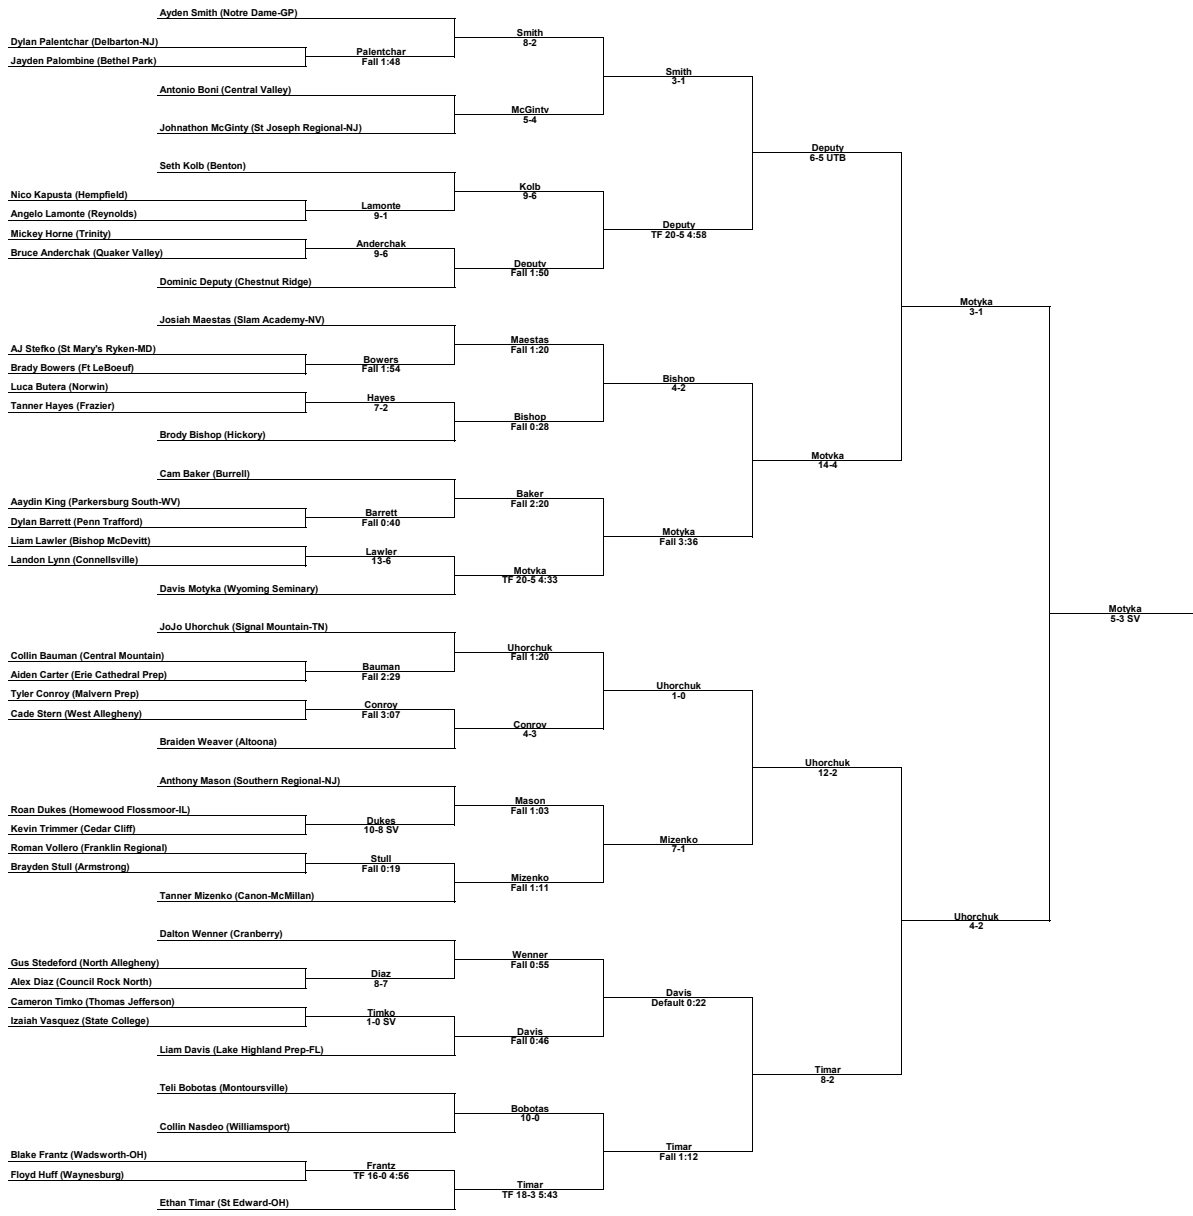 Ayden Smith (Notre Dame-GP)
Smith
8-2
Dylan Palentchar (Delbarton-NJ)
Palentchar
Fall 1:48
Jayden Palombine (Bethel Park)
Smith
3-1
Antonio Boni (Central Valley)
McGinty
5-4
Johnathon McGinty (St Joseph Regional-NJ)
Deputy
6-5 UTB
Seth Kolb (Benton)
Kolb
9-6
Nico Kapusta (Hempfield)
Lamonte
9-1
Angelo Lamonte (Reynolds)
Deputy
TF 20-5 4:58
Mickey Horne (Trinity)
Anderchak
9-6
Bruce Anderchak (Quaker Valley)
Deputy
Fall 1:50
Dominic Deputy (Chestnut Ridge)
Motyka
3-1
Josiah Maestas (Slam Academy-NV)
Maestas
Fall 1:20
AJ Stefko (St Mary's Ryken-MD)
Bowers
Fall 1:54
Brady Bowers (Ft LeBoeuf)
Bishop
4-2
Luca Butera (Norwin)
Hayes
7-2
Tanner Hayes (Frazier)
Bishop
Fall 0:28
Brody Bishop (Hickory)
Motyka
14-4
Cam Baker (Burrell)
Baker
Fall 2:20
Aaydin King (Parkersburg South-WV)
Barrett
Fall 0:40
Dylan Barrett (Penn Trafford)
Motyka
Fall 3:36
Liam Lawler (Bishop McDevitt)
Lawler
13-6
Landon Lynn (Connellsville)
Motyka
TF 20-5 4:33
Davis Motyka (Wyoming Seminary)
Motyka
5-3 SV
JoJo Uhorchuk (Signal Mountain-TN)
Uhorchuk
Fall 1:20
Collin Bauman (Central Mountain)
Bauman
Fall 2:29
Aiden Carter (Erie Cathedral Prep)
Uhorchuk
1-0
Tyler Conroy (Malvern Prep)
Conroy
Fall 3:07
Cade Stern (West Allegheny)
Conroy
4-3
Braiden Weaver (Altoona)
Uhorchuk
12-2
Anthony Mason (Southern Regional-NJ)
Mason
Fall 1:03
Roan Dukes (Homewood Flossmoor-IL)
Dukes
10-8 SV
Kevin Trimmer (Cedar Cliff)
Mizenko
7-1
Roman Vollero (Franklin Regional)
Stull
Fall 0:19
Brayden Stull (Armstrong)
Mizenko
Fall 1:11
Tanner Mizenko (Canon-McMillan)
Uhorchuk
4-2
Dalton Wenner (Cranberry)
Wenner
Fall 0:55
Gus Stedeford (North Allegheny)
Diaz
8-7
Alex Diaz (Council Rock North)
Davis
Default 0:22
Cameron Timko (Thomas Jefferson)
Timko
1-0 SV
Izaiah Vasquez (State College)
Davis
Fall 0:46
Liam Davis (Lake Highland Prep-FL)
Timar
8-2
Teli Bobotas (Montoursville)
Bobotas
10-0
Collin Nasdeo (Williamsport)
Timar
Fall 1:12
Blake Frantz (Wadsworth-OH)
Frantz
TF 16-0 4:56
Floyd Huff (Waynesburg)
Timar
TF 18-3 5:43
Ethan Timar (St Edward-OH)